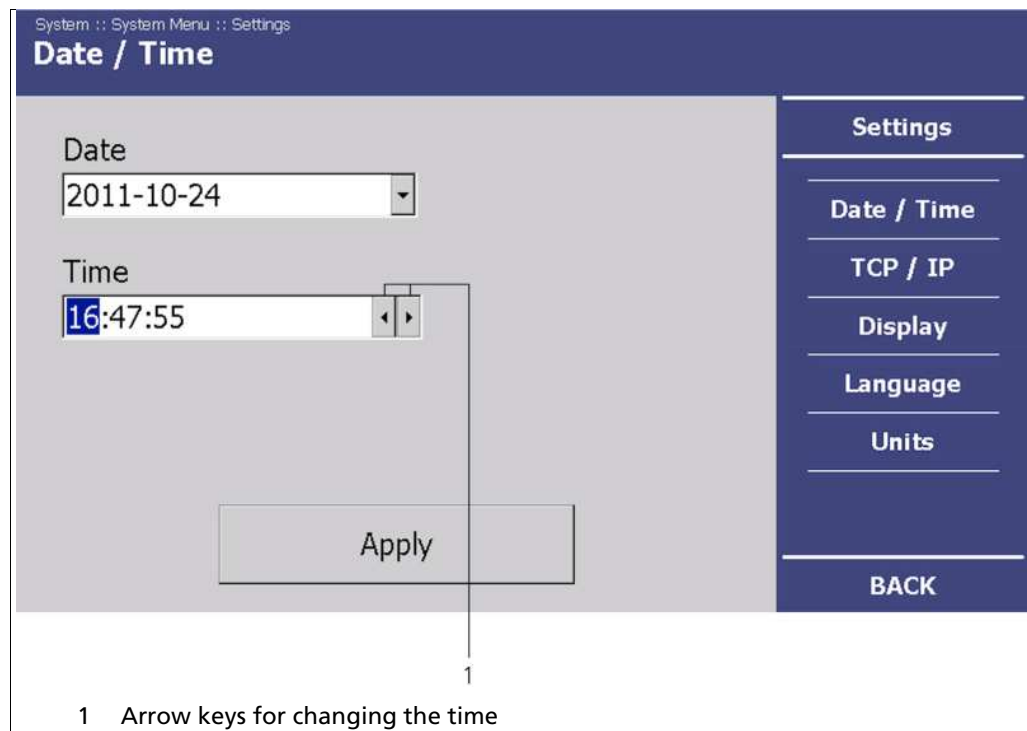 System :: System Menu :: Settings
Date / Time
Date
2011-10-24
Time
16:47:55
Apply
Settings
Date / Time
TCP / IP
Display
Language
Units
BACK
1
1 Arrow keys for changing the time